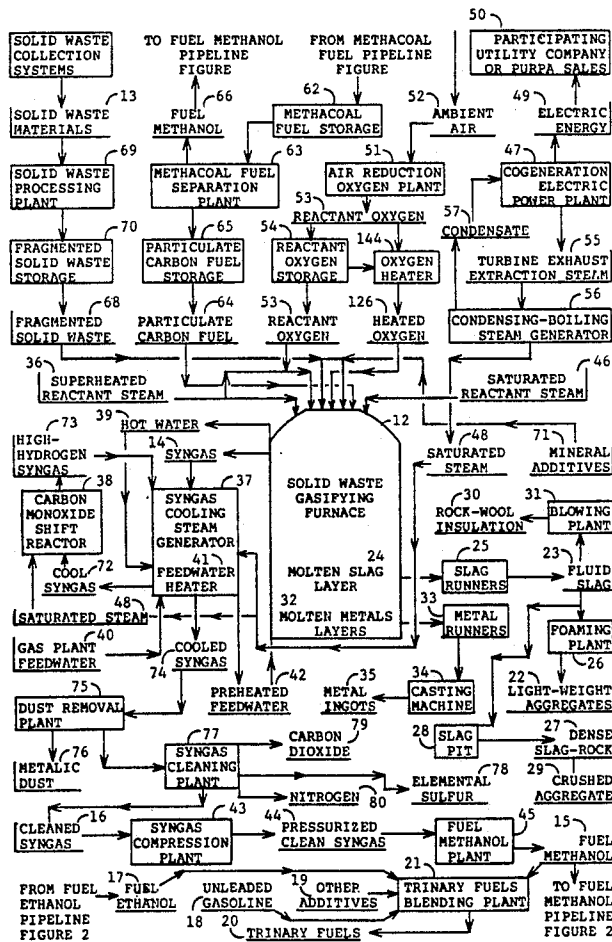 SOLID WASTE
COLLECTION
SYSTEMS
TO FUEL METHANOL
PIPELINE
FIGURE
FROM METHACOAL
FUEL PIPELINE
FIGURE
50
PARTICIPATING
UTILITY COMPANY
OR PURPA SALES
13
SOLID WASTE
MATERIALS
66
FUEL
METHANOL
62
METHACOAL
FUEL STORAGE
52
AMBIENT
AIR
49
ELECTRIC
ENERGY
69
SOLID WASTE
PROCESSING
PLANT
63
METHACOAL FUEL
SEPARATION
PLANT
51
AIR REDUCTION
OXYGEN PLANT
47
COGENERATION
ELECTRIC
POWER PLANT
53
REACTANT OXYGEN
57
CONDENSATE
70
FRAGMENTED
SOLID WASTE
STORAGE
65
PARTICULATE
CARBON FUEL
STORAGE
54
REACTANT
OXYGEN
STORAGE
144
OXYGEN
HEATER
55
TURBINE EXHAUST
EXTRACTION STEAM
68
FRAGMENTED
SOLID WASTE
64
PARTICULATE
CARBON FUEL
53
REACTANT
OXYGEN
126
HEATED
OXYGEN
56
CONDENSING-BOILING
STEAM GENERATOR
36
SUPERHEATED
REACTANT STEAM
46
SATURATED
REACTANT STEAM
39
HOT WATER
12
73
HIGH-
HYDROGEN
SYNGAS
14
SYNGAS
48
SATURATED
STEAM
71
MINERAL
ADDITIVES
38
CARBON
MONOXIDE
SHIFT
REACTOR
37
SYNGAS
COOLING
STEAM
GENERATOR
SOLID WASTE
GASIFYING
FURNACE
30
ROCK-WOOL
INSULATION
31
BLOWING
PLANT
41
FEEDWATER
HEATER
24
MOLTEN SLAG
LAYER
25
SLAG
RUNNERS
23
FLUID
SLAG
COOL
SYNGAS
72
SATURATED STEAM
48
32
MOLTEN METALS
LAYERS
33
METAL
RUNNERS
FOAMING
PLANT
26
GAS PLANT
FEEDWATER
40
COOLED
SYNGAS
74
PREHEATED
FEEDWATER
42
35
METAL
INGOTS
34
CASTING
MACHINE
22
LIGHT-WEIGHT
AGGREGATES
75
DUST REMOVAL
PLANT
77
SYNGAS
CLEANING
PLANT
CARBON
DIOXIDE
79
28
SLAG
PIT
27
DENSE
SLAG-ROCK
76
METALIC
DUST
ELEMENTAL
SULFUR
78
29
CRUSHED
AGGREGATE
NITROGEN
80
16
CLEANED
SYNGAS
43
SYNGAS
COMPRESSION
PLANT
44
PRESSURIZED
CLEAN SYNGAS
45
FUEL
METHANOL
PLANT
15
FUEL
METHANOL
FROM FUEL
ETHANOL
PIPELINE
FIGURE 2
17
FUEL
ETHANOL
UNLEADED
GASOLINE
18
19
OTHER
ADDITIVES
21
TRINARY FUELS
BLENDING PLANT
TO FUEL
METHANOL
PIPELINE
FIGURE 2
20
TRINARY FUELS